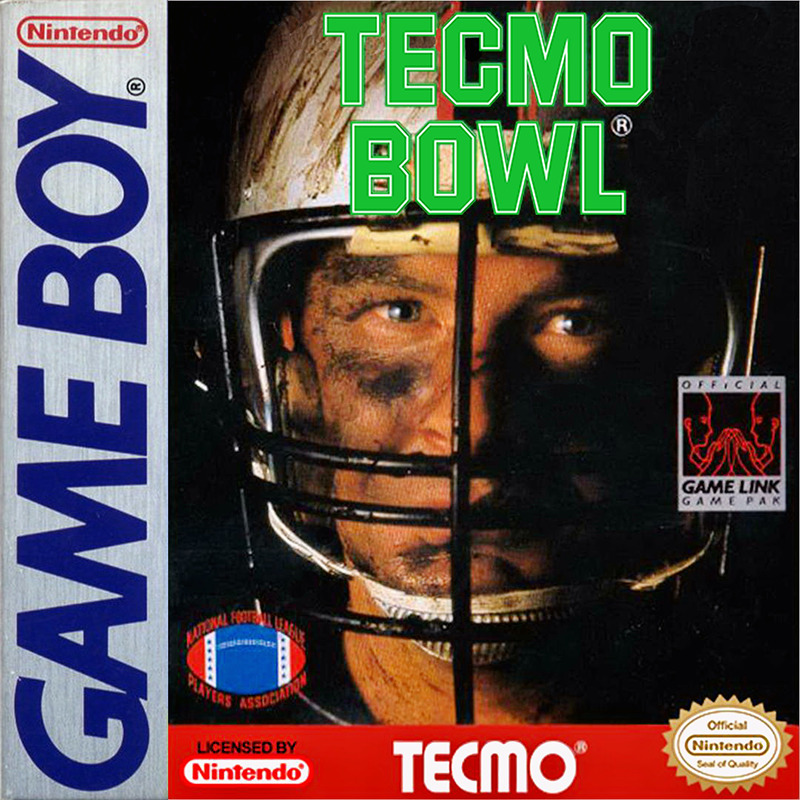 Nintendo®
GAME BOY®
TECMO
BOWL®
OFFICIAL
GAME LINK
GAME PAK
NATIONAL FOOTBALL LEAGUE
PLAYERS ASSOCIATION
LICENSED BY
Nintendo®
TECMO®
Official
Nintendo
Seal of Quality